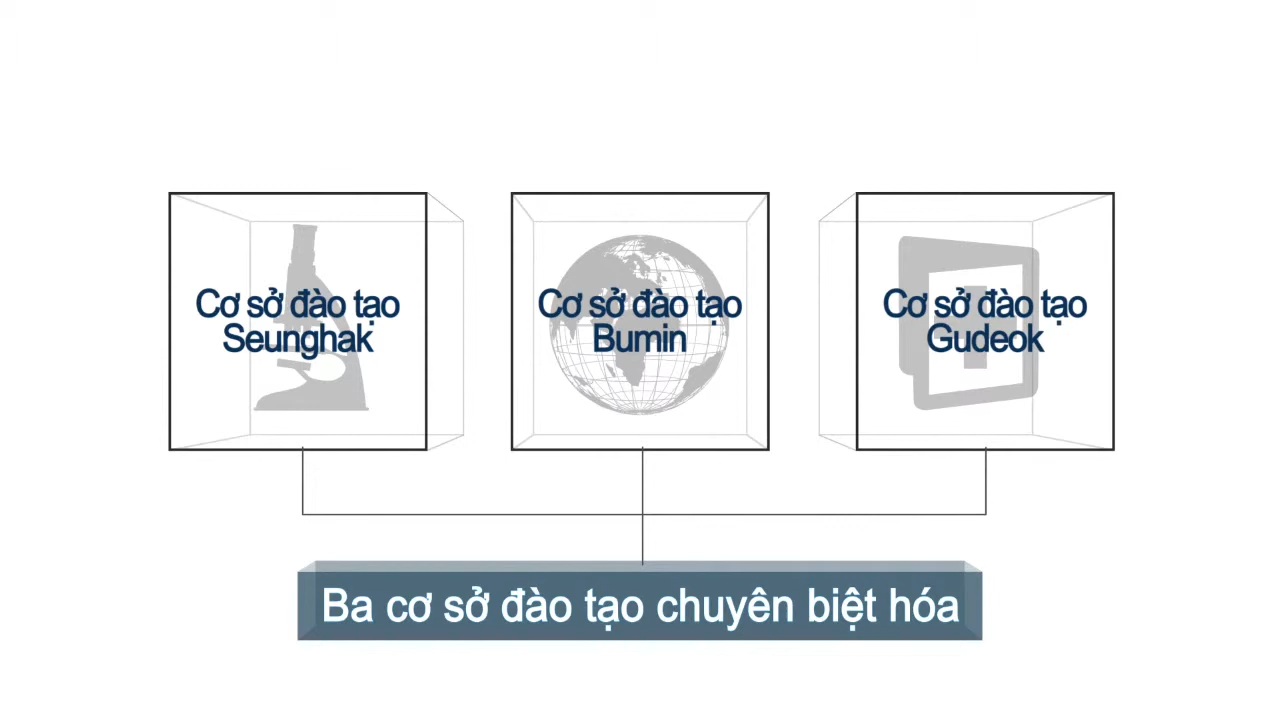 Cơ sở đào tạo
Seunghak
Cơ sở đào tạo
Bumin
Cơ sở đào tạo
Gudeok
Ba cơ sở đào tạo chuyên biệt hóa